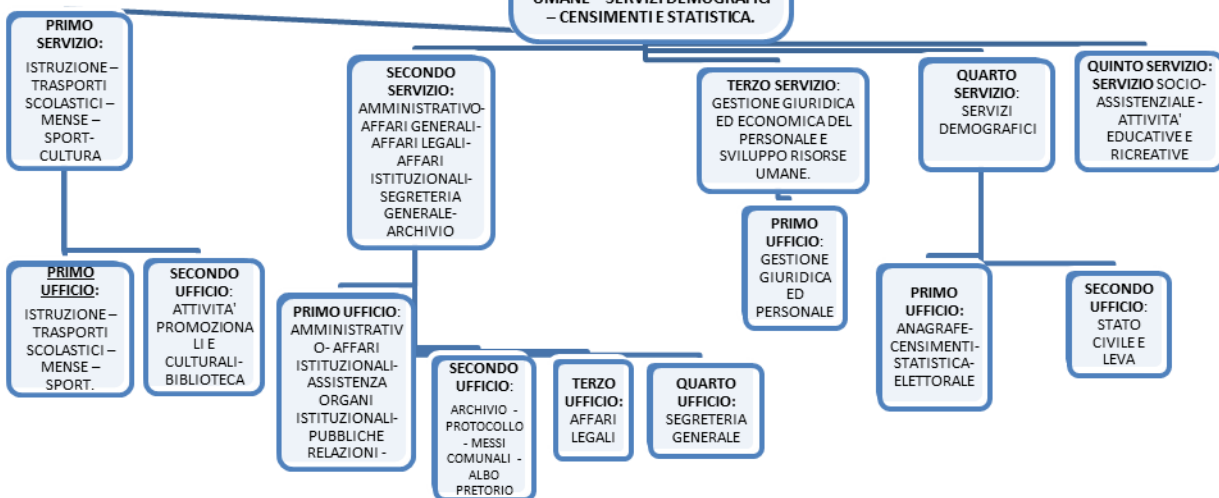 UMANE – SERVIZI DEMOGRAFICI
– CENSIMENTI E STATISTICA.
PRIMO
SERVIZIO:
ISTRUZIONE –
TRASPORTI
SCOLASTICI –
MENSE –
SPORT-
CULTURA
SECONDO
SERVIZIO:
AMMINISTRATIVO-
AFFARI GENERALI-
AFFARI LEGALI-
AFFARI
ISTITUZIONALI-
SEGRETERIA
GENERALE-
ARCHIVIO
TERZO SERVIZIO:
GESTIONE GIURIDICA
ED ECONOMICA DEL
PERSONALE E
SVILUPPO RISORSE
UMANE.
QUARTO
SERVIZIO:
SERVIZI
DEMOGRAFICI
QUINTO SERVIZIO:
SERVIZIO SOCIO-
ASSISTENZIALE -
ATTIVITA'
EDUCATIVE E
RICREATIVE
PRIMO
UFFICIO:
ISTRUZIONE –
TRASPORTI
SCOLASTICI –
MENSE –
SPORT.
SECONDO
UFFICIO:
ATTIVITA'
PROMOZIONA
LI E
CULTURALI-
BIBLIOTECA
PRIMO UFFICIO:
AMMINISTRATIV
O- AFFARI
ISTITUZIONALI-
ASSISTENZA
ORGANI
ISTITUZIONALI-
PUBBLICHE
RELAZIONI -
SECONDO
UFFICIO:
ARCHIVIO -
PROTOCOLLO
- MESSI
COMUNALI -
ALBO
PRETORIO
TERZO
UFFICIO:
AFFARI
LEGALI
QUARTO
UFFICIO:
SEGRETERIA
GENERALE
PRIMO
UFFICIO:
GESTIONE
GIURIDICA
ED
PERSONALE
PRIMO
UFFICIO:
ANAGRAFE-
CENSIMENTI-
STATISTICA-
ELETTORALE
SECONDO
UFFICIO:
STATO
CIVILE E
LEVA